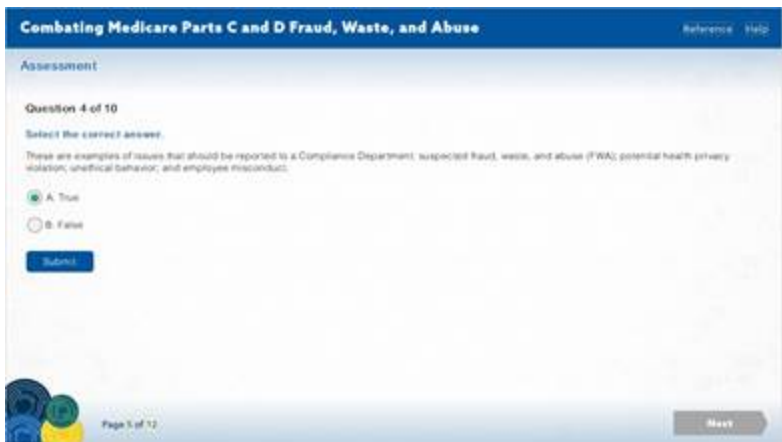 Combating Medicare Parts C and D Fraud, Waste, and Abuse
Reference Help
Assessment
Question 4 of 10
Select the correct answer.
These are examples of issues that should be reported to a Compliance Department: suspected fraud, waste, and abuse (FWA); potential health privacy
violation; unethical behavior; and employee misconduct.
A. True
B. False
Submit
Page 5 of 12
Next